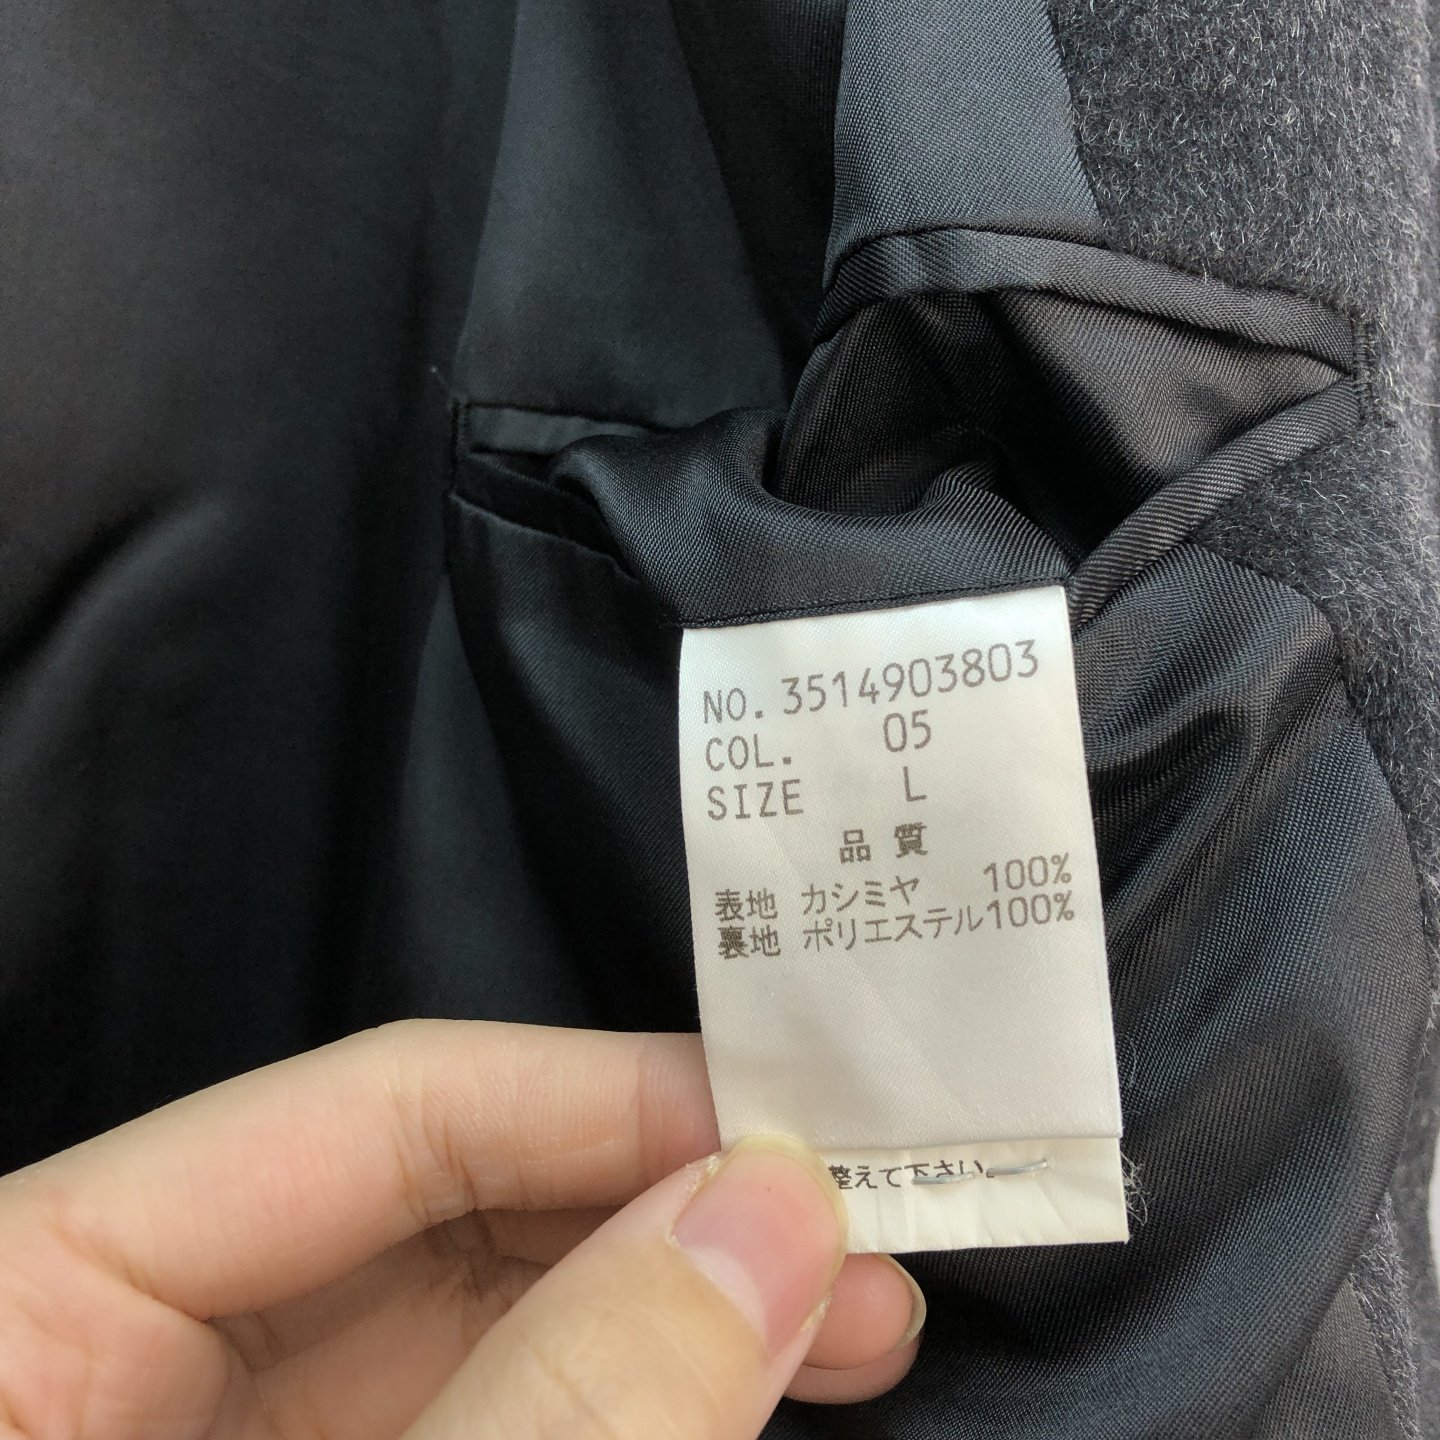 NO. 3514903803
COL. 05
SIZE L
品質
表地 カシミヤ 100%
裏地 ポリエステル100%
整えて下さい。